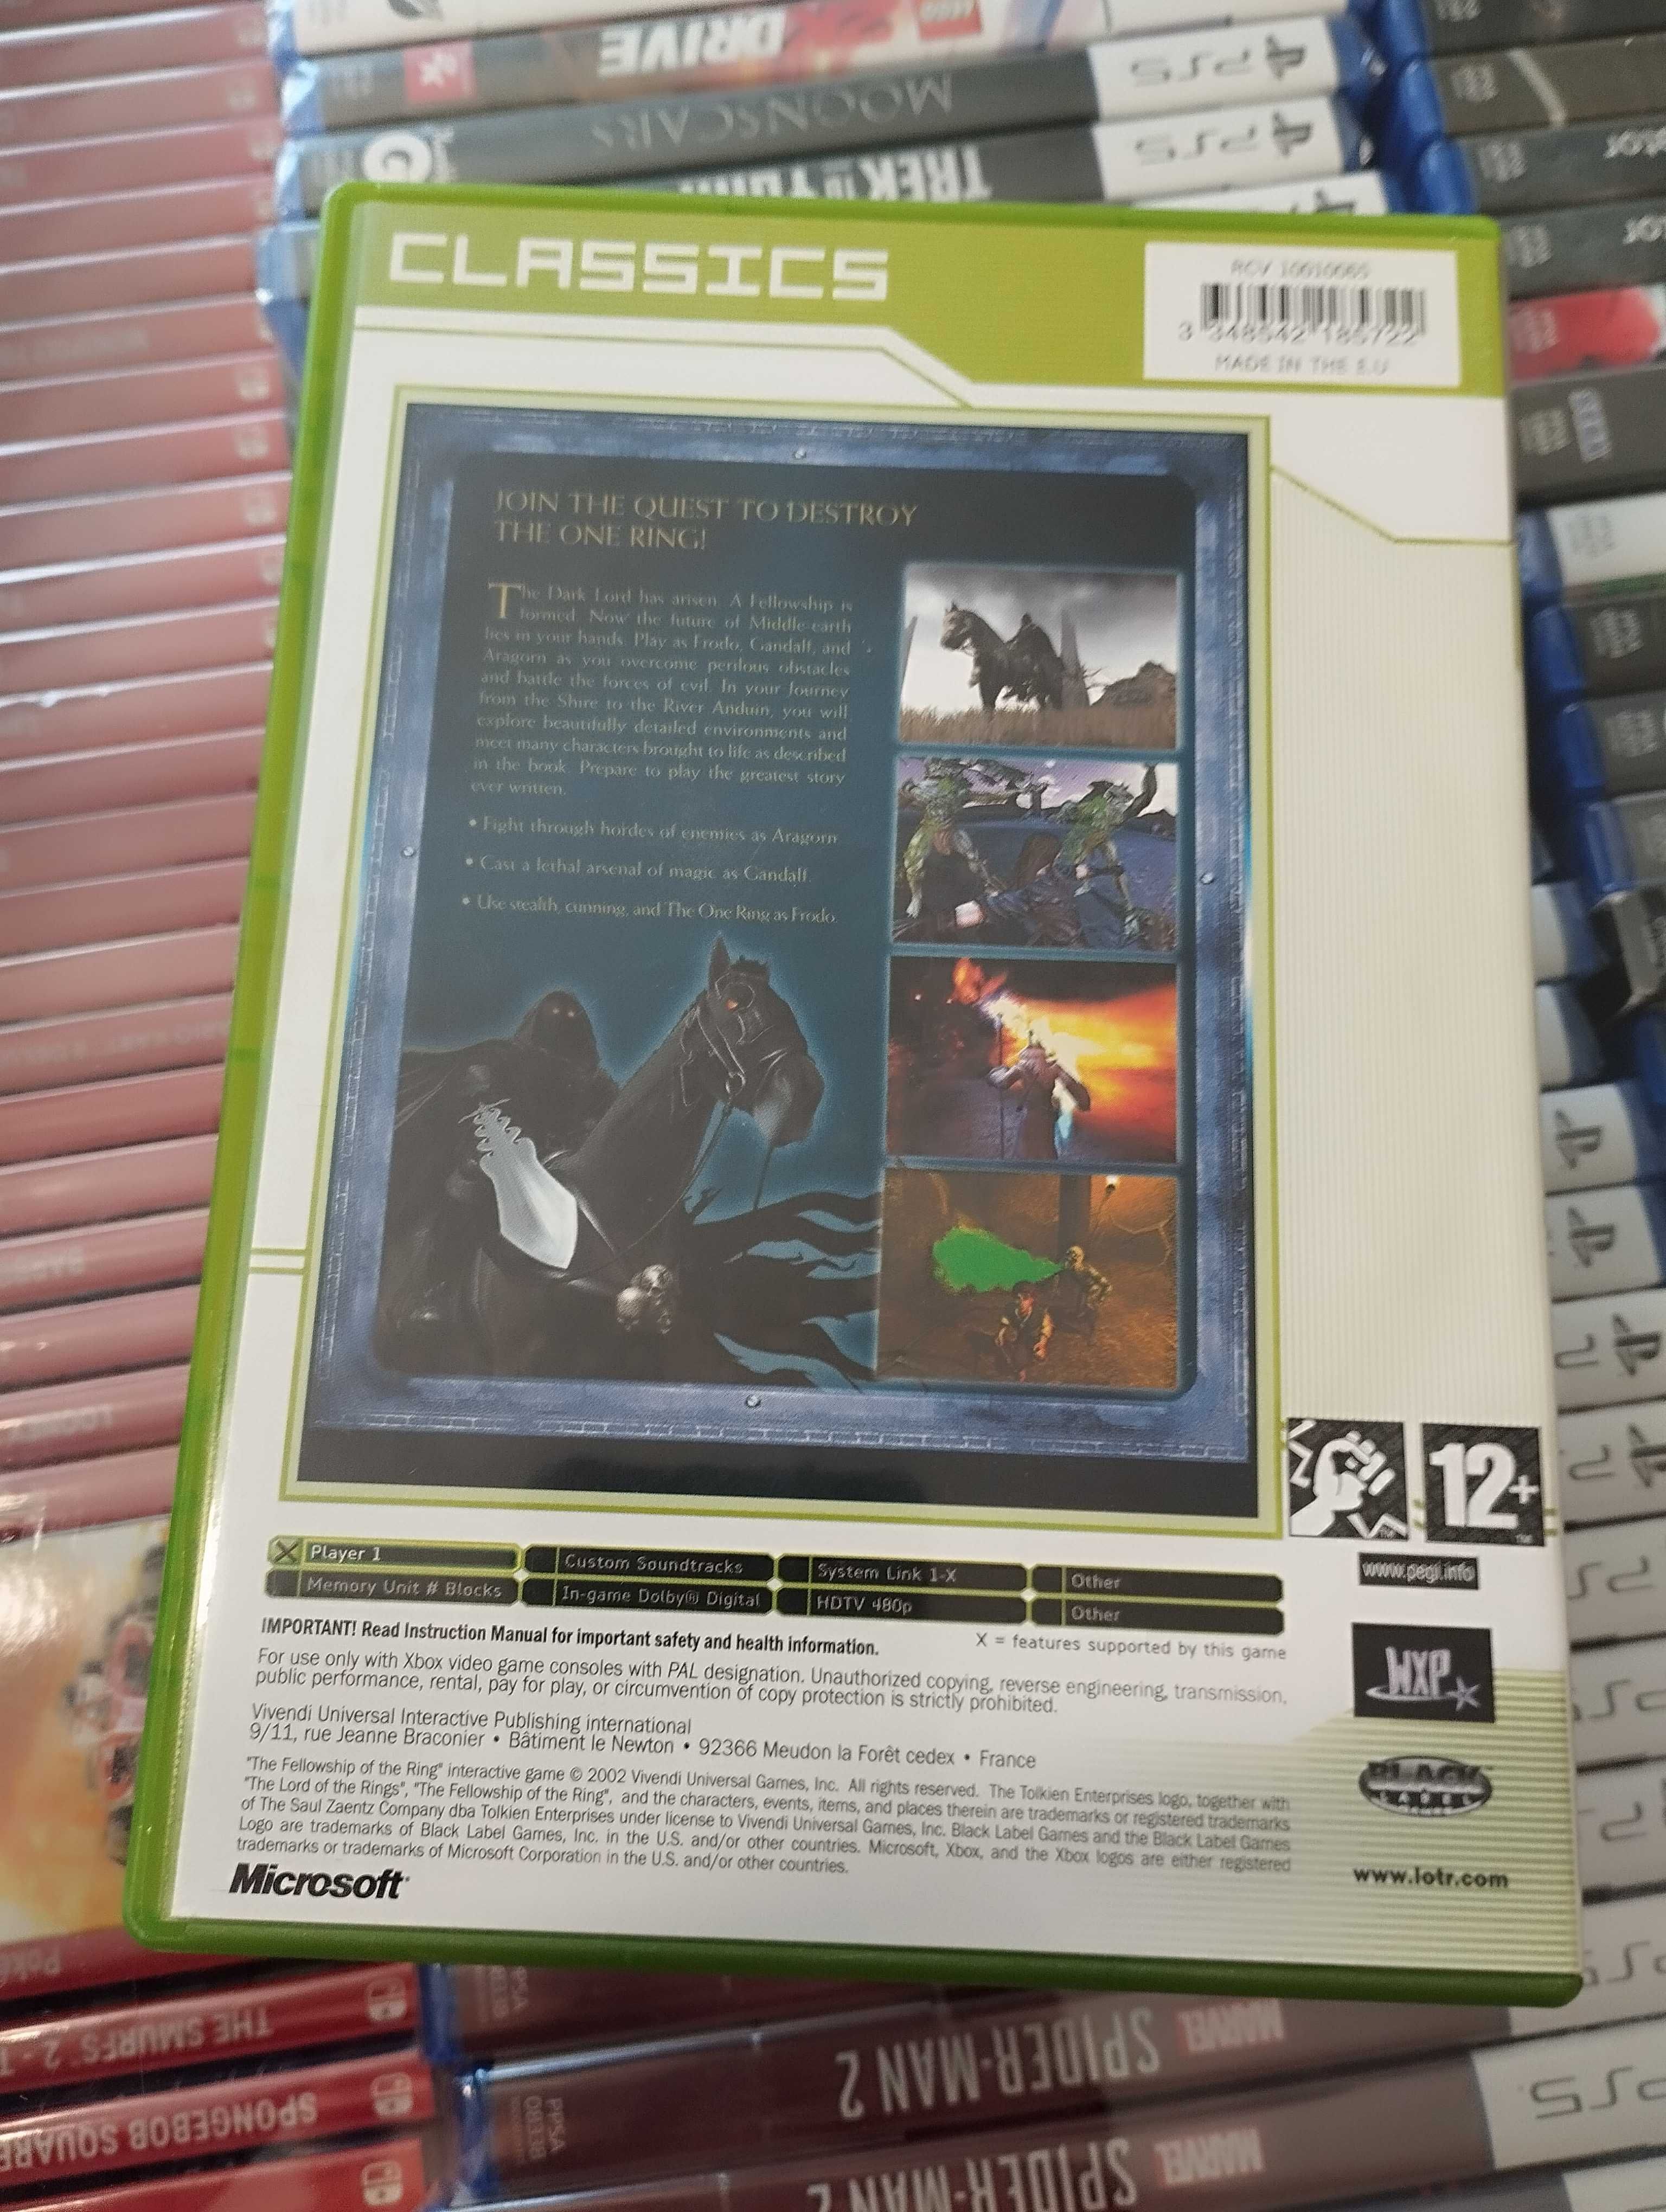 DRIVE
MOONSCARS
PS5
TREK TO YOMI
PS5
CLASSICS
RCV 10010065
3 348542 185722
MADE IN THE E.U
JOIN THE QUEST TO DESTROY
THE ONE RING!
The Dark Lord has arisen. A Fellowship is
formed. Now the future of Middle-earth
lies in your hands. Play as Frodo, Gandalf, and
Aragorn as you overcome perilous obstacles
and battle the forces of evil. In your Journey
from the Shire to the River Anduin, you will
explore beautifully detailed environments and
meet many characters brought to life as described
in the book. Prepare to play the greatest story
ever written.
• Fight through hordes of enemies as Aragorn
• Cast a lethal arsenal of magic as Gandalf.
• Use stealth, cunning, and The One Ring as Frodo.
12+
www.pegi.info
X Player 1
Custom Soundtracks
System Link 1-X
Other
Memory Unit # Blocks
In-game Dolby® Digital
HDTV 480p
Other
IMPORTANT! Read Instruction Manual for important safety and health information.
X = features supported by this game
For use only with Xbox video game consoles with PAL designation. Unauthorized copying, reverse engineering, transmission,
public performance, rental, pay for play, or circumvention of copy protection is strictly prohibited.
WXP
Vivendi Universal Interactive Publishing international
9/11, rue Jeanne Braconier • Bâtiment le Newton • 92366 Meudon la Forêt cedex • France
"The Fellowship of the Ring" interactive game © 2002 Vivendi Universal Games, Inc. All rights reserved. The Tolkien Enterprises logo, together with
"The Lord of the Rings", "The Fellowship of the Ring", and the characters, events, items, and places therein are trademarks or registered trademarks
of The Saul Zaentz Company dba Tolkien Enterprises under license to Vivendi Universal Games, Inc. Black Label Games and the Black Label Games
Logo are trademarks of Black Label Games, Inc. in the U.S. and/or other countries. Microsoft, Xbox, and the Xbox logos are either registered
trademarks or trademarks of Microsoft Corporation in the U.S. and/or other countries.
BLACK
LABEL
GAMES
Microsoft
www.lotr.com
THE SMURFS 2 - T
SPONGEBOB SQUARE
MARVEL SPIDER-MAN 2
PPSA
08338
PS5
MARVEL SPIDER-MAN 2